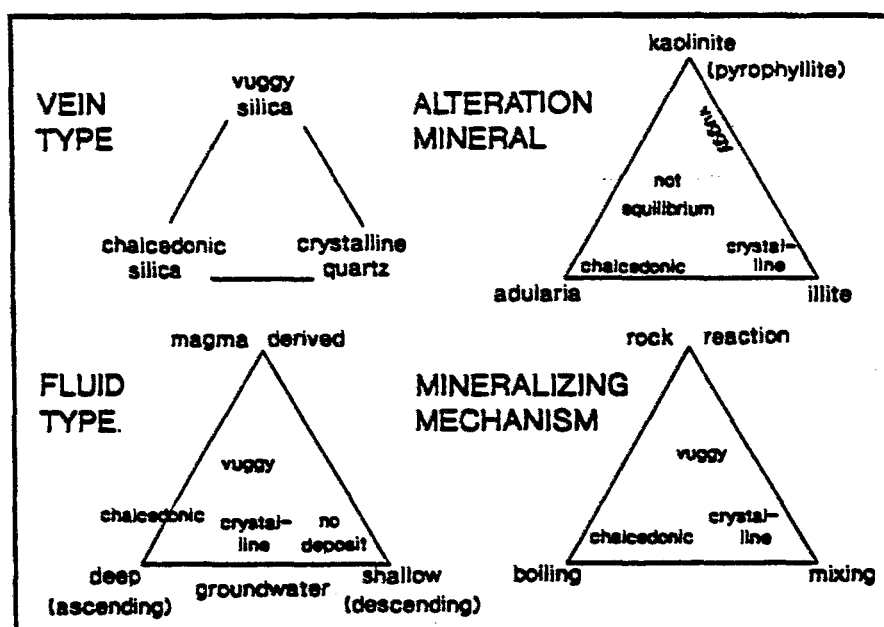 VEIN
TYPE
vuggy
silica
chalcedonic
silica
crystalline
quartz
ALTERATION
MINERAL
kaolinite
(pyrophyllite)
vuggy
not
equilibrium
chalcedonic
crystal-
line
adularia
illite
FLUID
TYPE.
magma derived
vuggy
chalcedonic
crystal-
line
no
deposit
deep
(ascending)
groundwater
shallow
(descending)
MINERALIZING
MECHANISM
rock reaction
vuggy
chalcedonic
crystal-
line
boiling
mixing